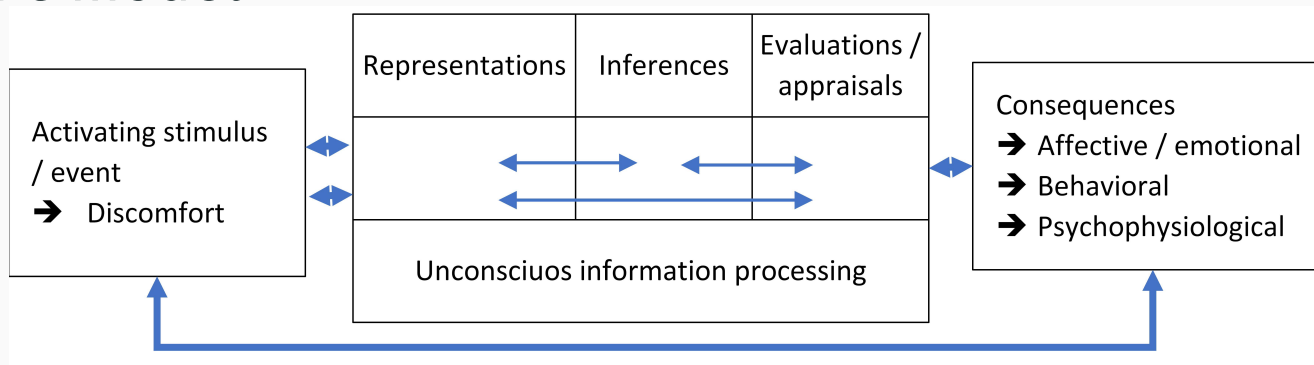 Representations
Inferences
Evaluations /
appraisals
Activating stimulus
/ event
➔ Discomfort
Unconsciuos information processing
Consequences
➔ Affective / emotional
➔ Behavioral
➔ Psychophysiological